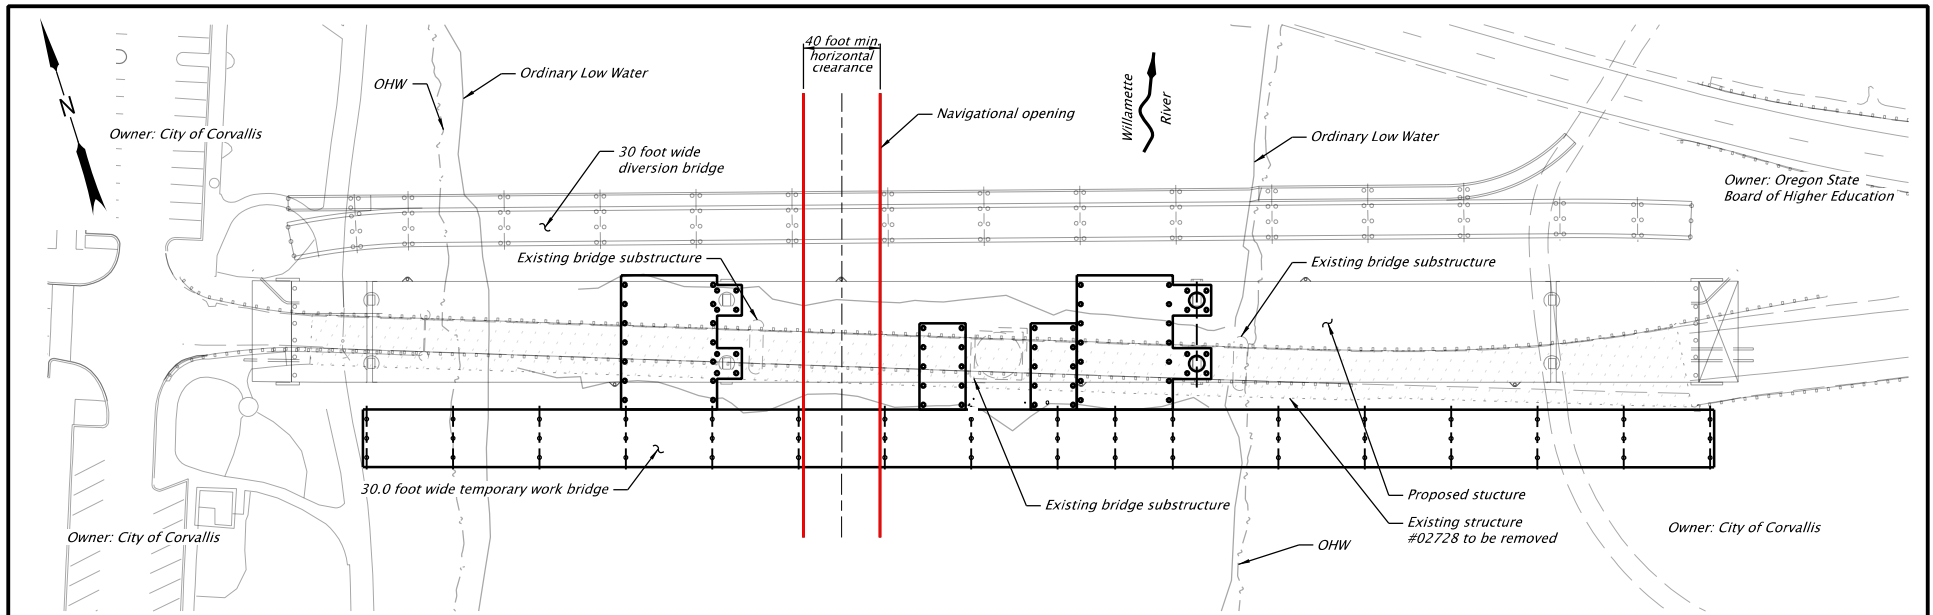 40 foot min.
horizontal
clearance
Ordinary Low Water
OHW
N
Owner: City of Corvallis
Navigational opening
Willamette
River
Ordinary Low Water
30 foot wide
diversion bridge
Owner: Oregon State
Board of Higher Education
Existing bridge substructure
Existing bridge substructure
30.0 foot wide temporary work bridge
Existing bridge substructure
Proposed stucture
Existing structure
#02728 to be removed
Owner: City of Corvallis
Owner: City of Corvallis
OHW